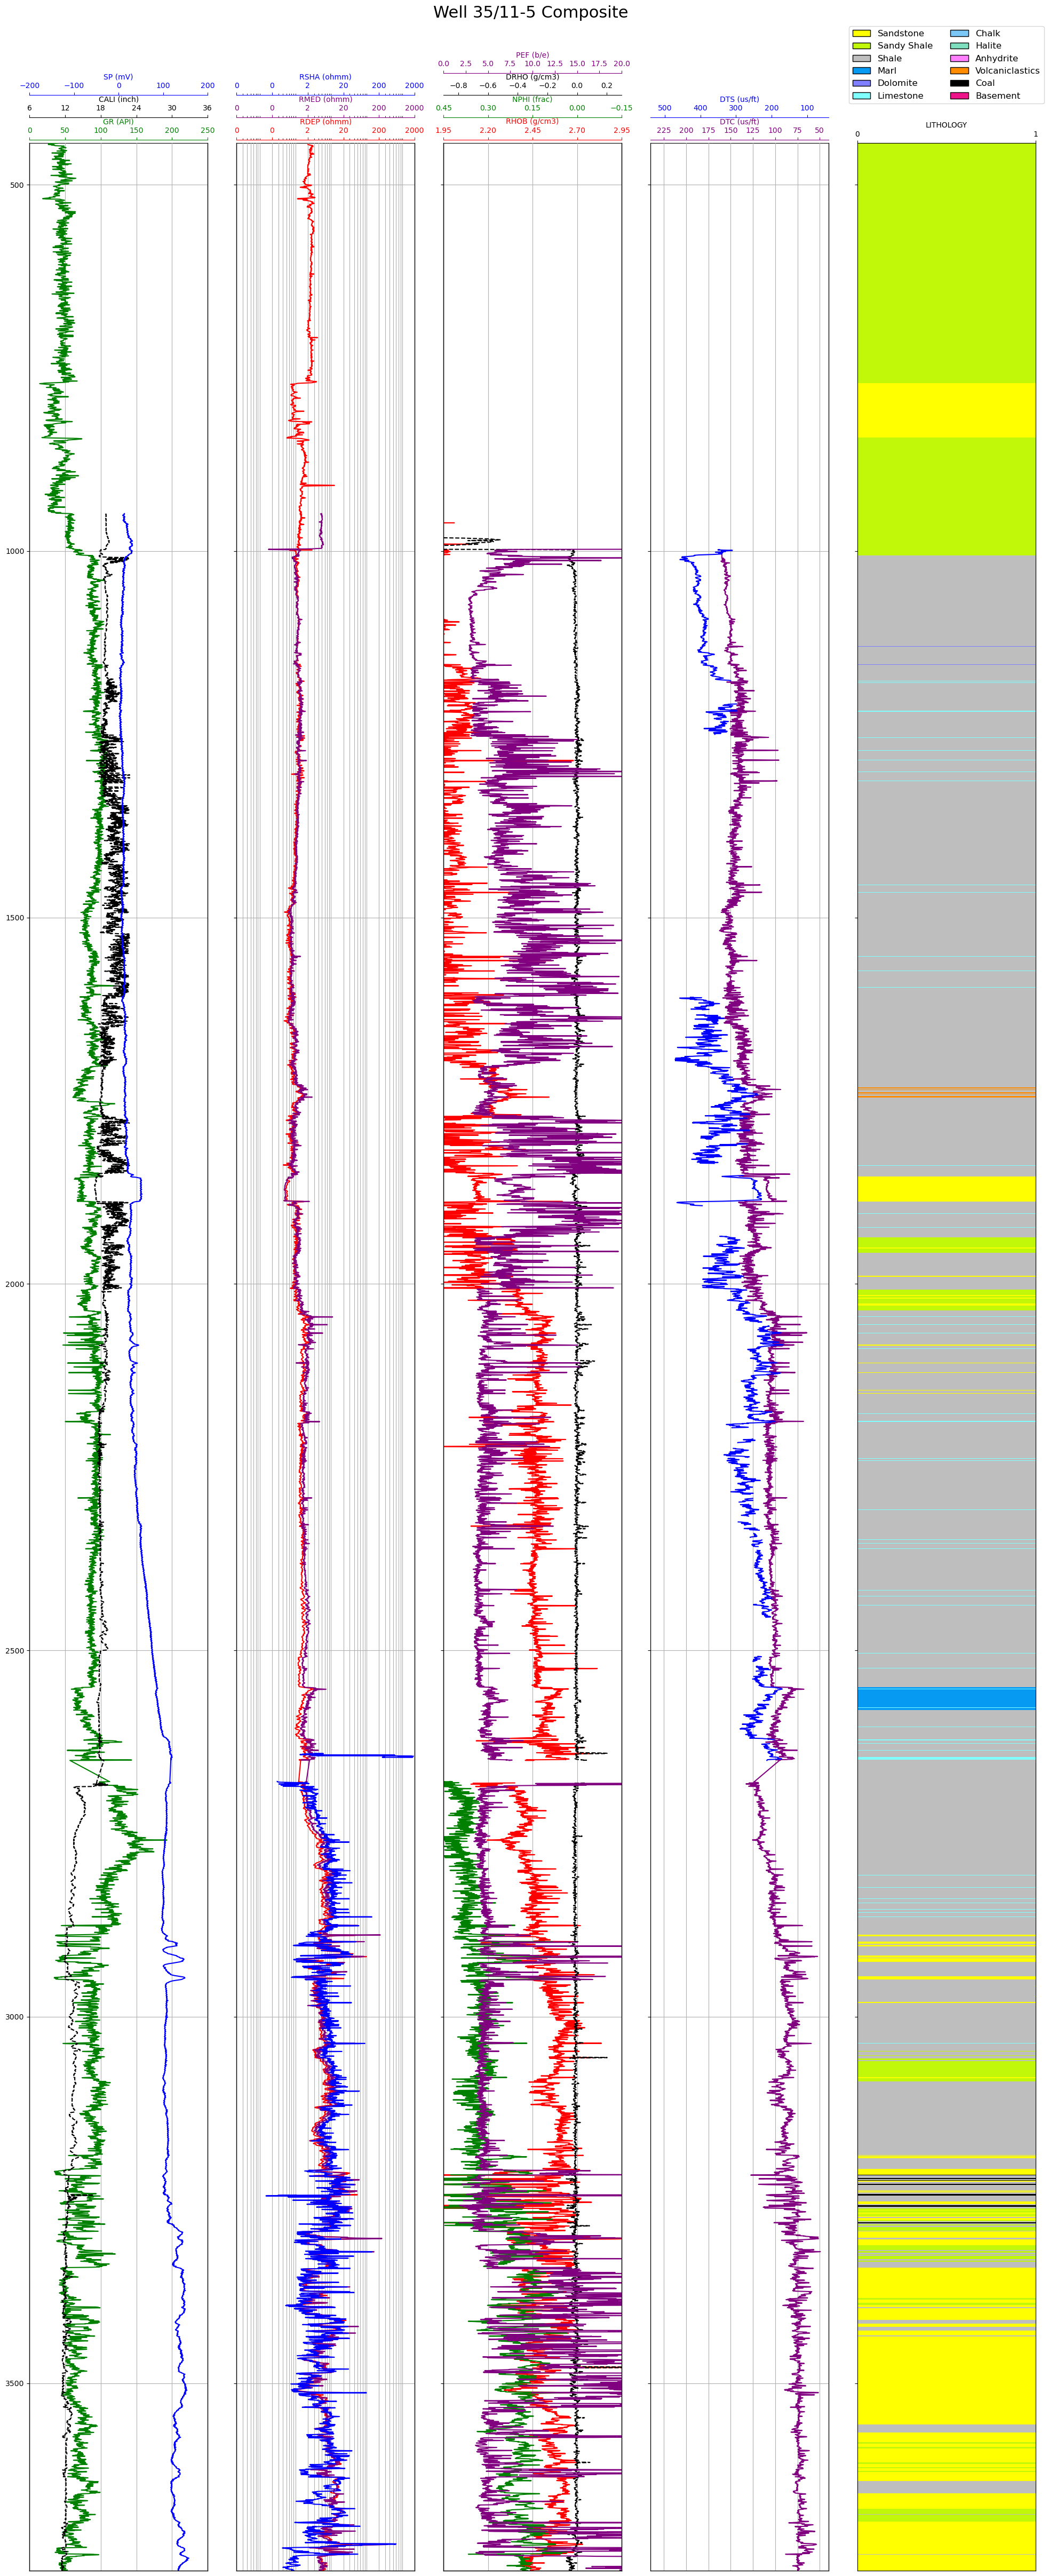 Well 35/11-5 Composite
Sandstone Chalk
Sandy Shale Halite
Shale Anhydrite
Marl Volcaniclastics
Dolomite Coal
Limestone Basement
PEF (b/e)
0.0 2.5 5.0 7.5 10.0 12.5 15.0 17.5 20.0
SP (mV) RSHA (ohmm) DRHO (g/cm3)
−200 −100 0 100 200 0 0 2 20 200 2000 −0.8 −0.6 −0.4 −0.2 0.0 0.2
CALI (inch) RMED (ohmm) NPHI (frac) DTS (us/ft)
6 12 18 24 30 36 0 0 2 20 200 2000 0.45 0.30 0.15 0.00 −0.15 500 400 300 200 100
GR (API) RDEP (ohmm) RHOB (g/cm3) DTC (us/ft) LITHOLOGY
0 50 100 150 200 250 0 0 2 20 200 2000 1.95 2.20 2.45 2.70 2.95 225 200 175 150 125 100 75 50 0 1
500
1000
1500
2000
2500
3000
3500